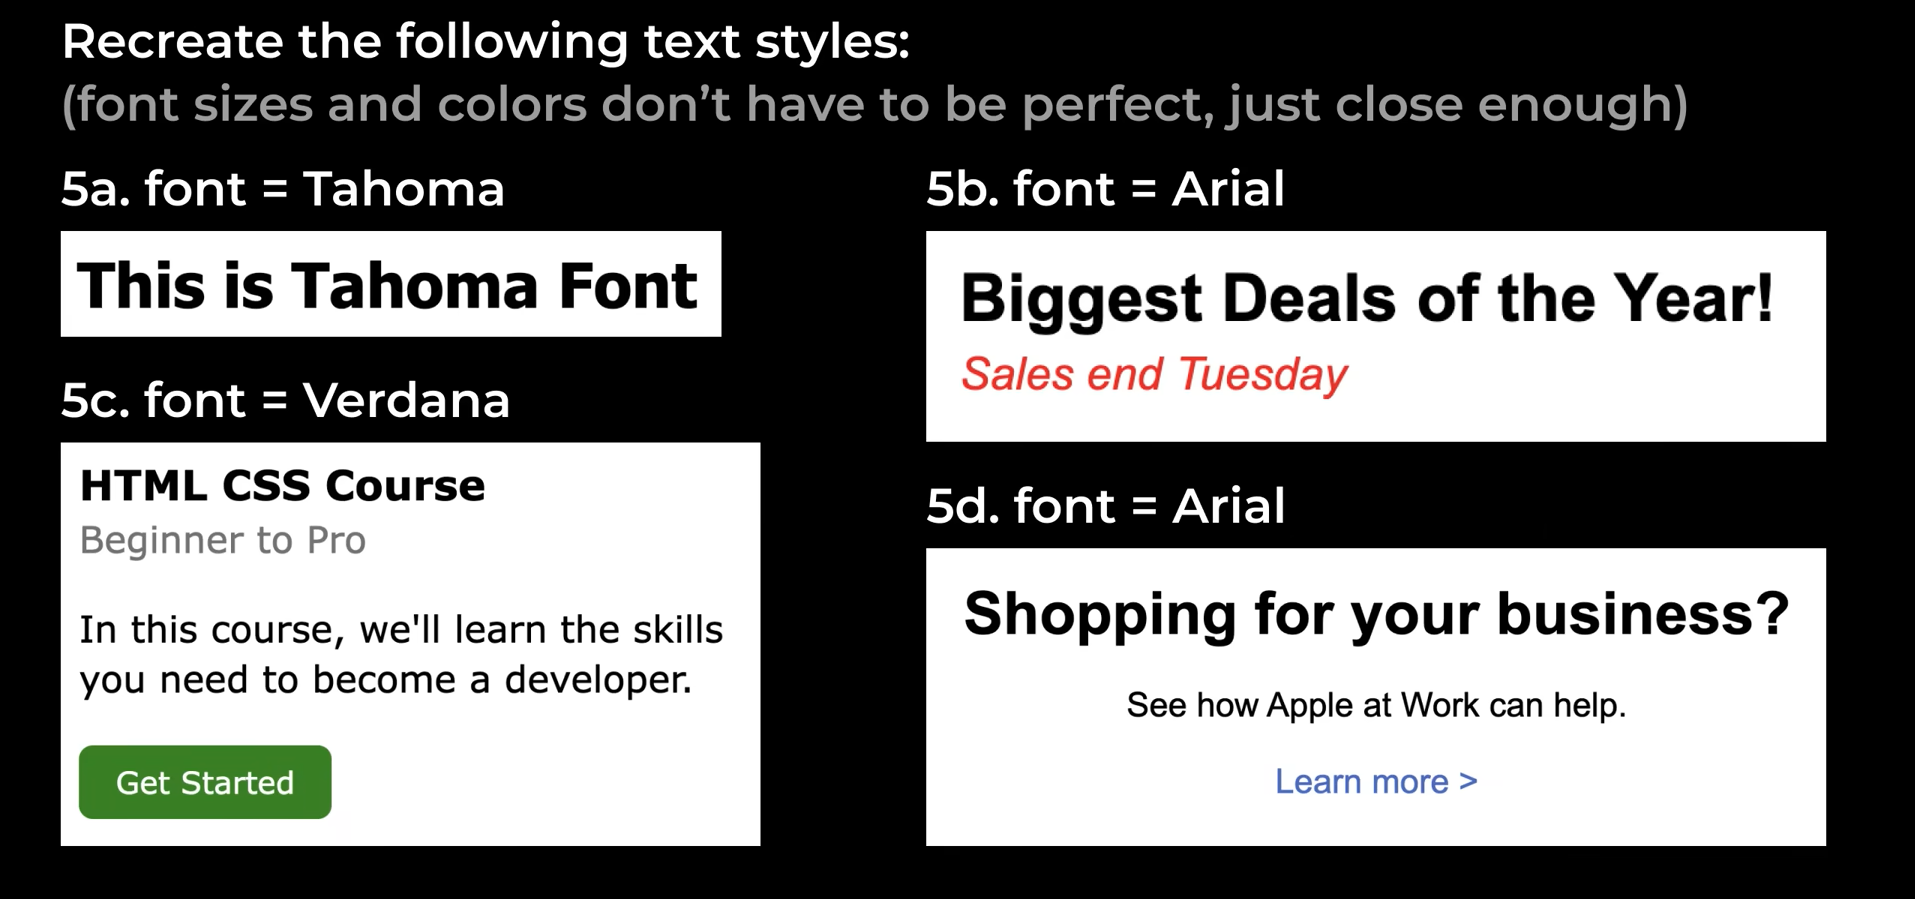 Recreate the following text styles:
(font sizes and colors don’t have to be perfect, just close enough)
5a. font = Tahoma
This is Tahoma Font
5b. font = Arial
Biggest Deals of the Year!
Sales end Tuesday
5c. font = Verdana
HTML CSS Course
Beginner to Pro
In this course, we'll learn the skills
you need to become a developer.
Get Started
5d. font = Arial
Shopping for your business?
See how Apple at Work can help.
Learn more >